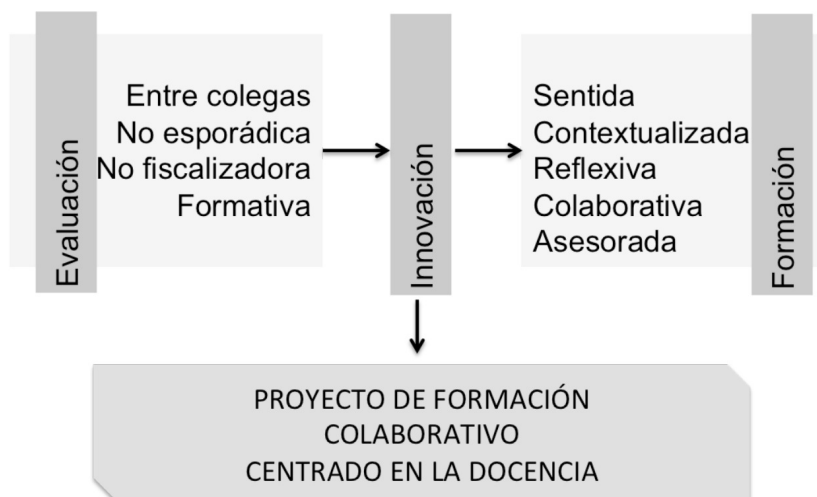 Evaluación
Entre colegas
No esporádica
No fiscalizadora
Formativa
Innovación
Sentida
Contextualizada
Reflexiva
Colaborativa
Asesorada
Formación
PROYECTO DE FORMACIÓN
COLABORATIVO
CENTRADO EN LA DOCENCIA